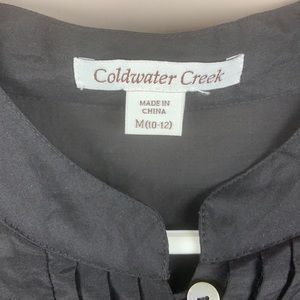 Coldwater Creek
MADE IN
CHINA
M(10-12)